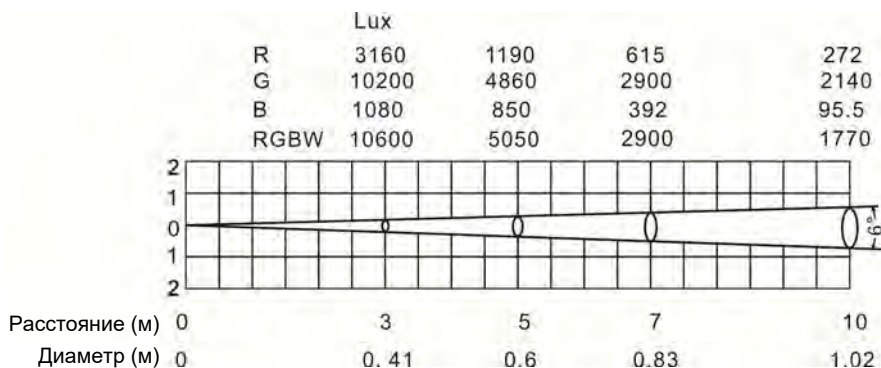 Lux
R 3160 1190 615 272
G 10200 4860 2900 2140
B 1080 850 392 95.5
RGBW 10600 5050 2900 1770
2
1
0
1
2
6°
Расстояние (м) 0 3 5 7 10
Диаметр (м) 0 0.41 0.6 0.83 1.02